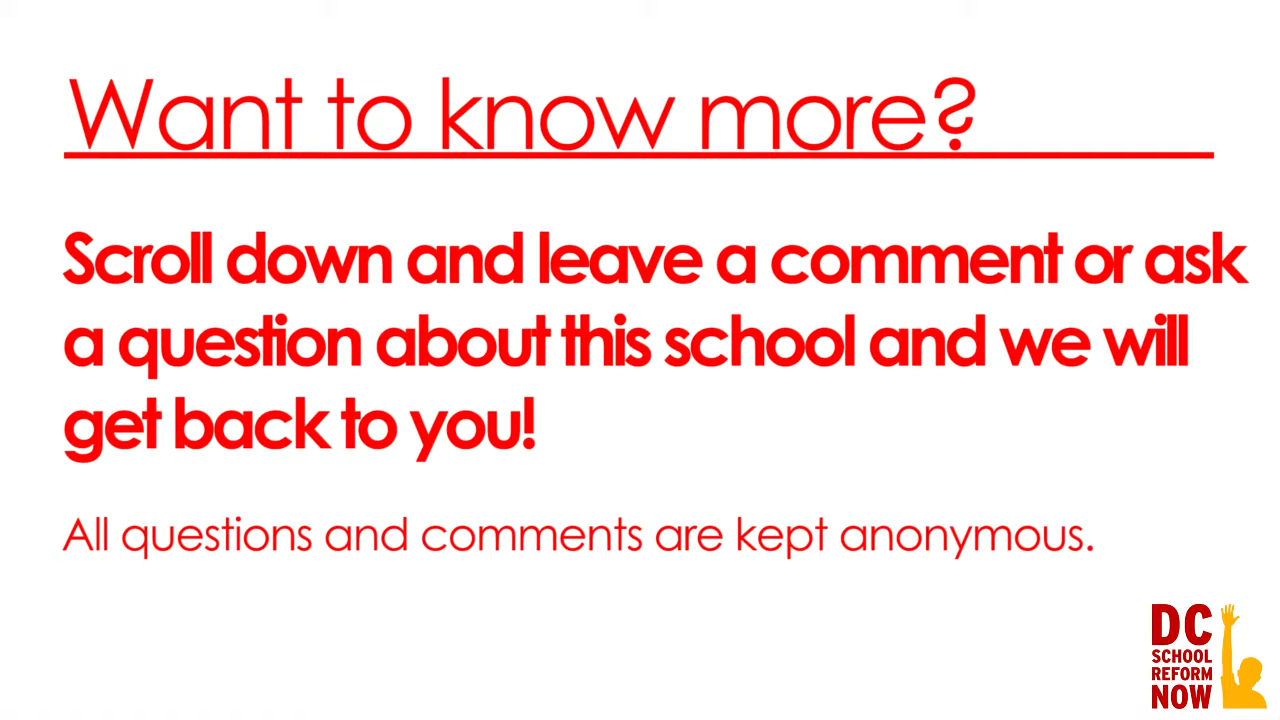 Want to know more?
Scroll down and leave a comment or ask
a question about this school and we will
get back to you!
All questions and comments are kept anonymous.
DC
SCHOOL
REFORM
NOW